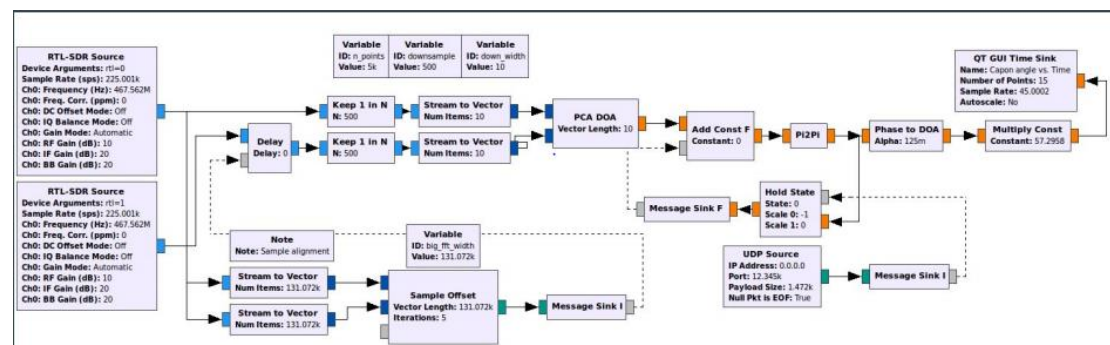 RTL-SDR Source
Device Arguments: rtl=0
Sample Rate (sps): 225.001k
Ch0: Frequency (Hz): 467.562M
Ch0: Freq. Corr. (ppm): 0
Ch0: DC Offset Mode: Off
Ch0: IQ Balance Mode: Off
Ch0: Gain Mode: Automatic
Ch0: RF Gain (dB): 10
Ch0: IF Gain (dB): 20
Ch0: BB Gain (dB): 20
RTL-SDR Source
Device Arguments: rtl=1
Sample Rate (sps): 225.001k
Ch0: Frequency (Hz): 467.562M
Ch0: Freq. Corr. (ppm): 0
Ch0: DC Offset Mode: Off
Ch0: IQ Balance Mode: Off
Ch0: Gain Mode: Automatic
Ch0: RF Gain (dB): 10
Ch0: IF Gain (dB): 20
Ch0: BB Gain (dB): 20
Variable
ID: n_points
Value: 5k
Variable
ID: downsample
Value: 500
Variable
ID: down_width
Value: 10
Delay
Delay: 0
Keep 1 in N
N: 500
Stream to Vector
Num Items: 10
Keep 1 in N
N: 500
Stream to Vector
Num Items: 10
PCA DOA
Vector Length: 10
Add Const F
Constant: 0
Pi2Pi
Phase to DOA
Alpha: 125m
Multiply Const
Constant: 57.2958
QT GUI Time Sink
Name: Capon angle vs. Time
Number of Points: 15
Sample Rate: 45.0002
Autoscale: No
Message Sink F
Hold State
State: 0
Scale 0: -1
Scale 1: 0
UDP Source
IP Address: 0.0.0.0
Port: 12.345k
Payload Size: 1.472k
Null Pkt is EOF: True
Message Sink I
Note
Note: Sample alignment
Variable
ID: big_fft_width
Value: 131.072k
Stream to Vector
Num Items: 131.072k
Stream to Vector
Num Items: 131.072k
Sample Offset
Vector Length: 131.072k
Iterations: 5
Message Sink I